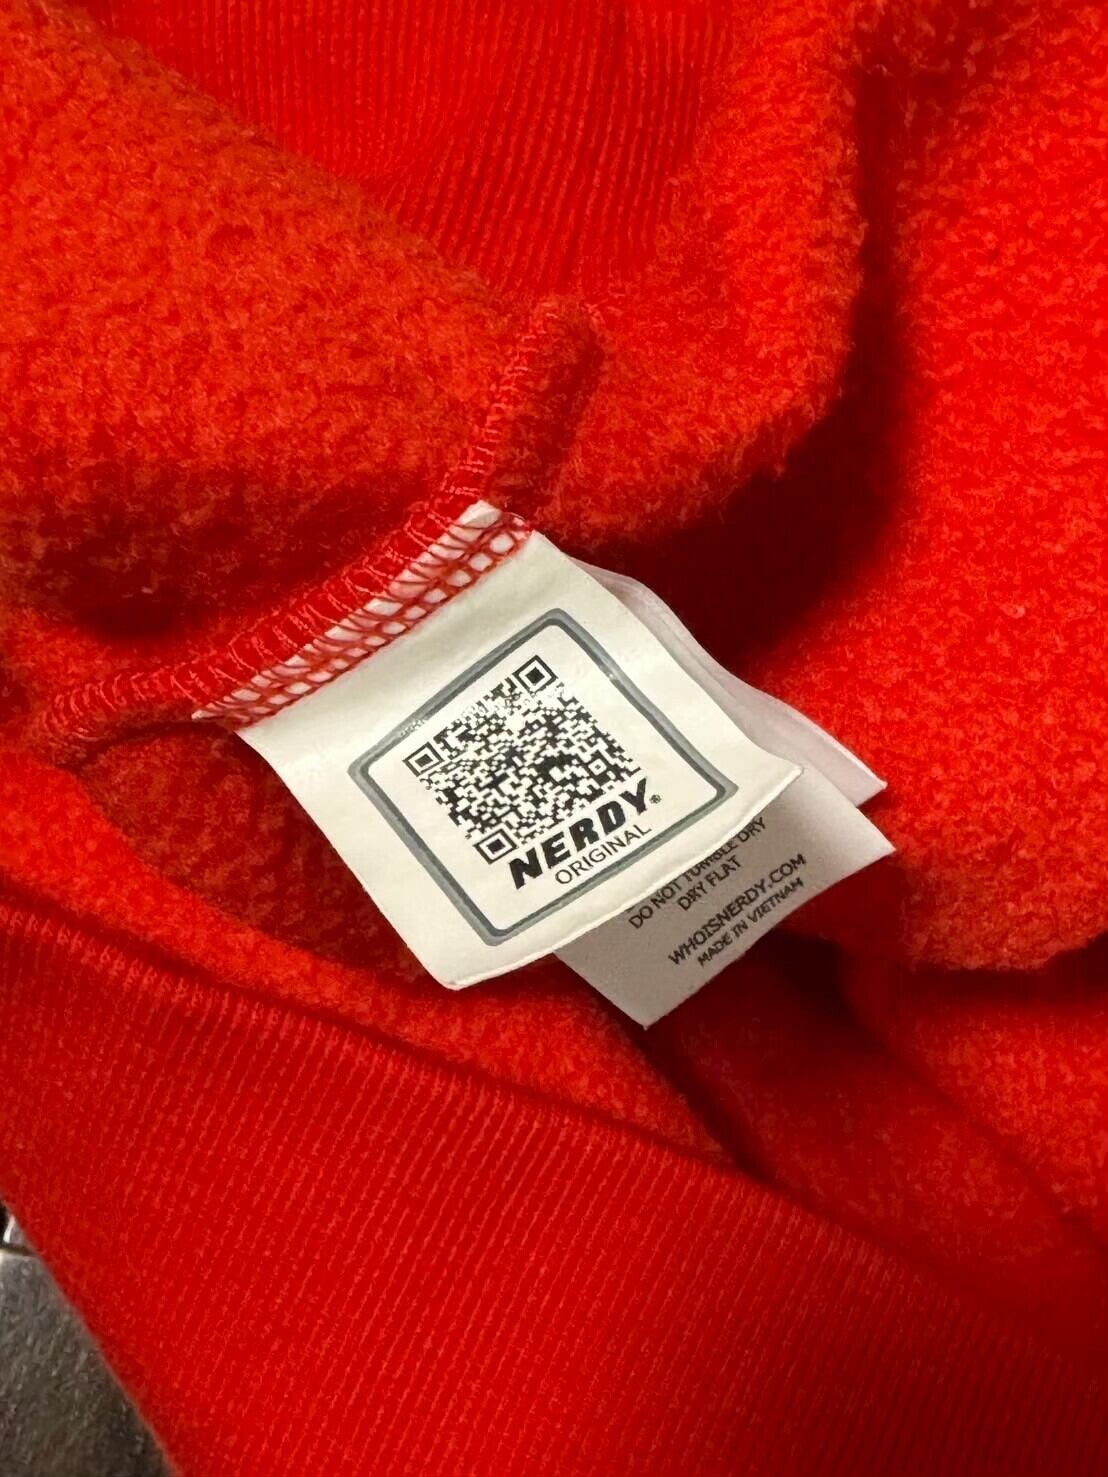 NERDY®
ORIGINAL
DO NOT TUMBLE DRY
DRY FLAT
WHOISNERDY.COM
MADE IN VIETNAM